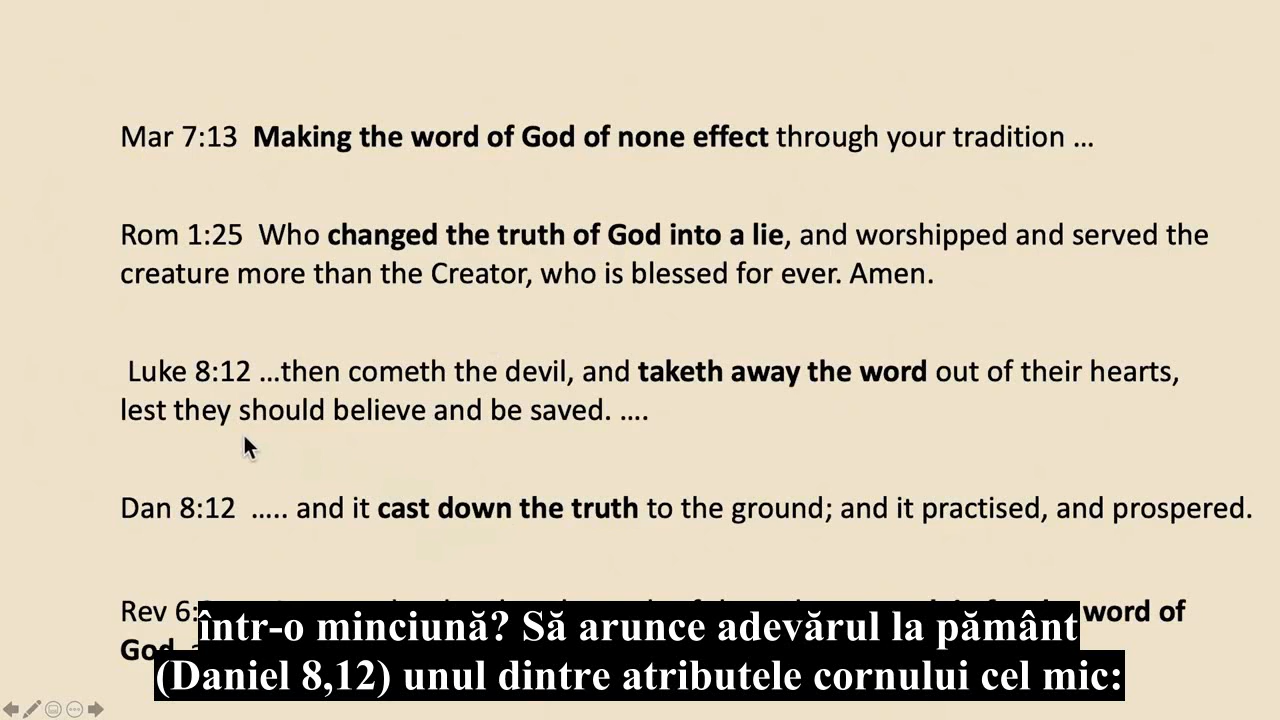 Mar 7:13 Making the word of God of none effect through your tradition …
Rom 1:25 Who changed the truth of God into a lie, and worshipped and served the
creature more than the Creator, who is blessed for ever. Amen.
Luke 8:12 …then cometh the devil, and taketh away the word out of their hearts,
lest they should believe and be saved. ….
Dan 8:12 ….. and it cast down the truth to the ground; and it practised, and prospered.
Rev 6: word of
God
într-o minciună? Să arunce adevărul la pământ
(Daniel 8,12) unul dintre atributele cornului cel mic: